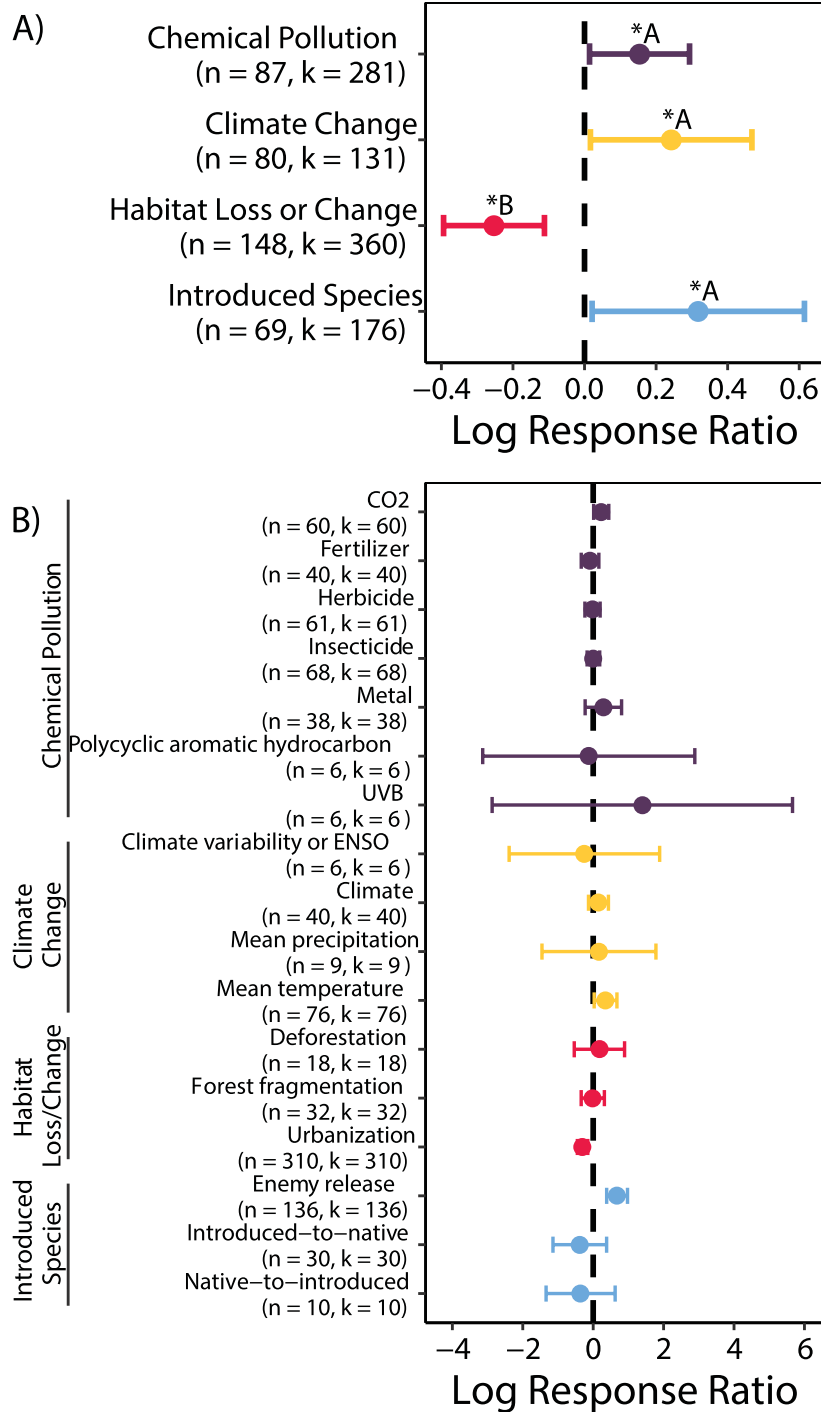 A)
Chemical Pollution
(n = 87, k = 281)
*A
Climate Change
(n = 80, k = 131)
*A
Habitat Loss or Change
(n = 148, k = 360)
*B
Introduced Species
(n = 69, k = 176)
*A
−0.4 −0.2 0.0 0.2 0.4 0.6
Log Response Ratio
B)
Chemical Pollution
CO2
(n = 60, k = 60)
Fertilizer
(n = 40, k = 40)
Herbicide
(n = 61, k = 61)
Insecticide
(n = 68, k = 68)
Metal
(n = 38, k = 38)
Polycyclic aromatic hydrocarbon
(n = 6, k = 6 )
UVB
(n = 6, k = 6 )
Climate
Change
Climate variability or ENSO
(n = 6, k = 6 )
Climate
(n = 40, k = 40)
Mean precipitation
(n = 9, k = 9 )
Mean temperature
(n = 76, k = 76)
Habitat
Loss/Change
Deforestation
(n = 18, k = 18)
Forest fragmentation
(n = 32, k = 32)
Urbanization
(n = 310, k = 310)
Introduced
Species
Enemy release
(n = 136, k = 136)
Introduced−to−native
(n = 30, k = 30)
Native−to−introduced
(n = 10, k = 10)
−4 −2 0 2 4 6
Log Response Ratio